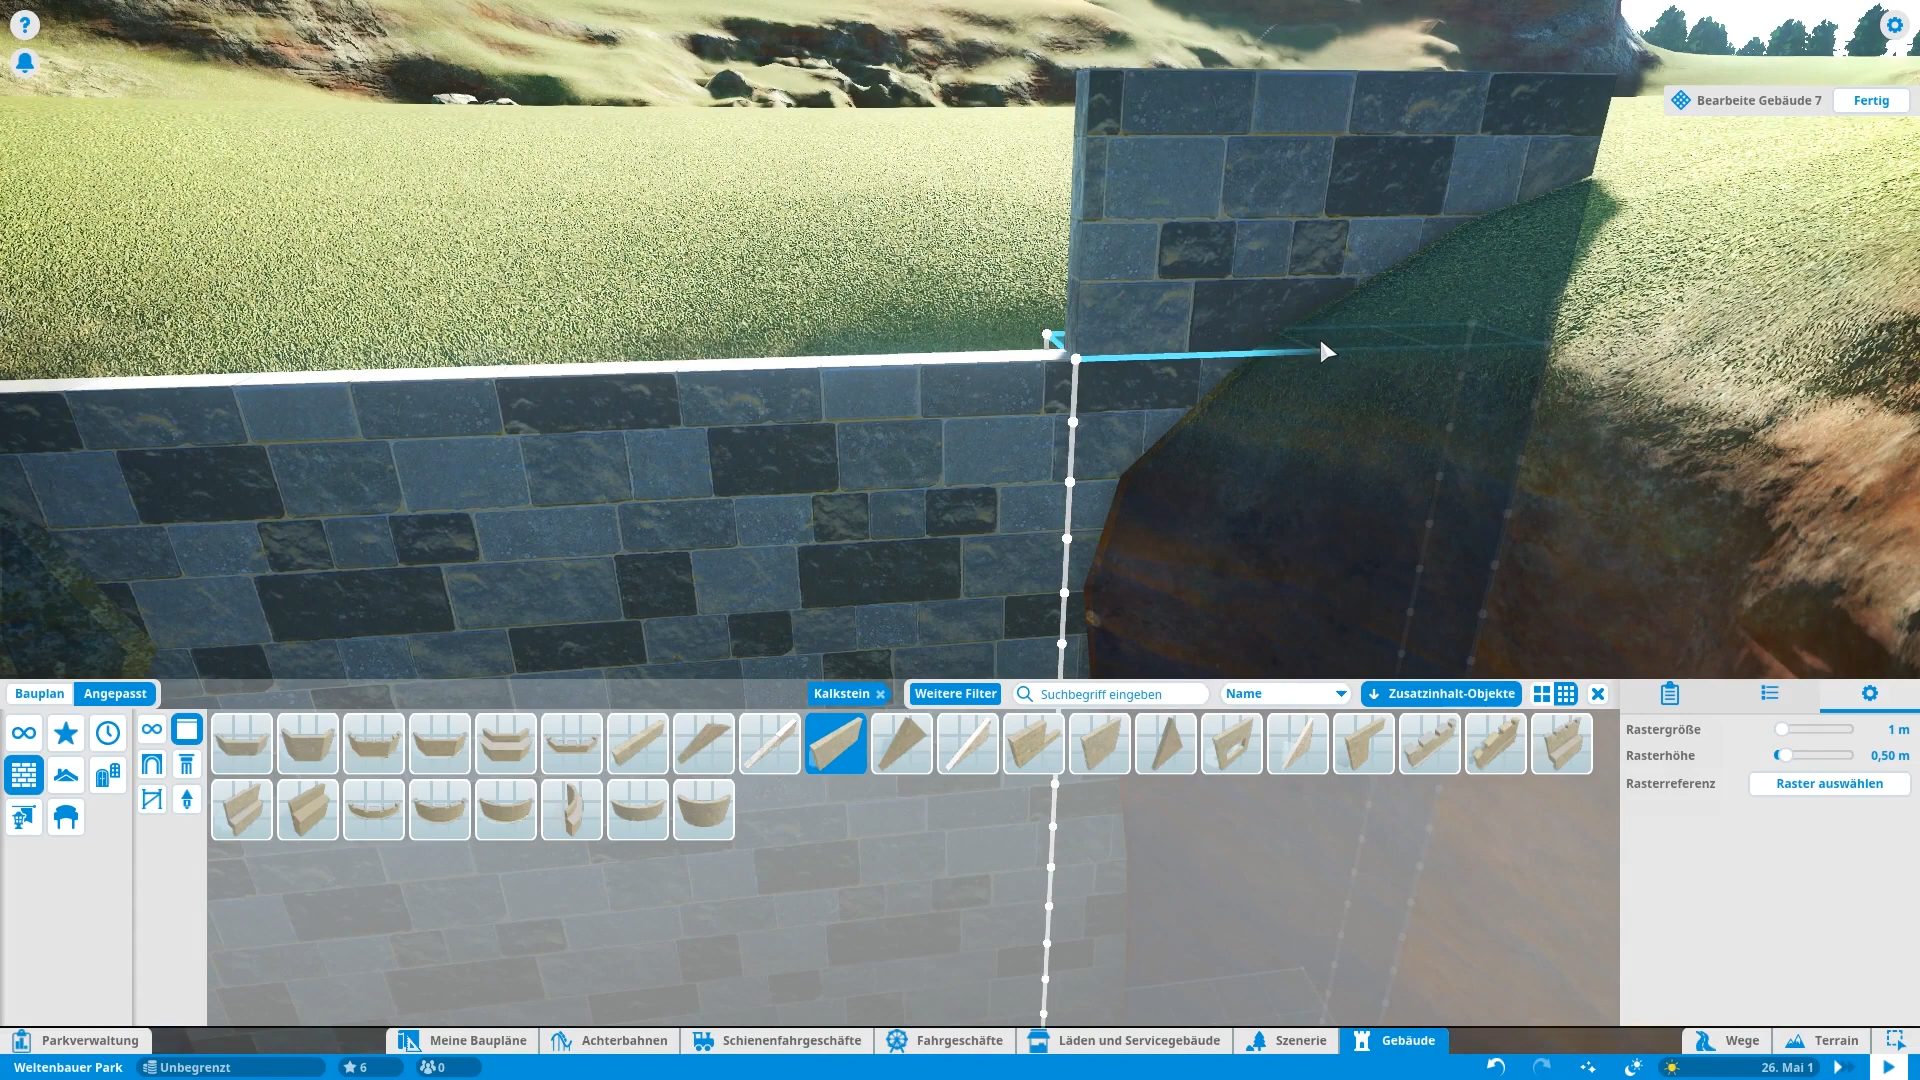 ?
Bearbeite Gebäude 7 Fertig
Bauplan Angepasst Kalkstein × Weitere Filter Suchbegriff eingeben Name Zusatzinhalt-Objekte
Rastergröße 1 m
Rasterhöhe 0,50 m
Rasterreferenz Raster auswählen
Parkverwaltung Meine Baupläne Achterbahnen Schienenfahrgeschäfte Fahrgeschäfte Läden und Servicegebäude Szenerie Gebäude Wege Terrain
Weltenbauer Park Unbegrenzt 6 0 26. Mai 1